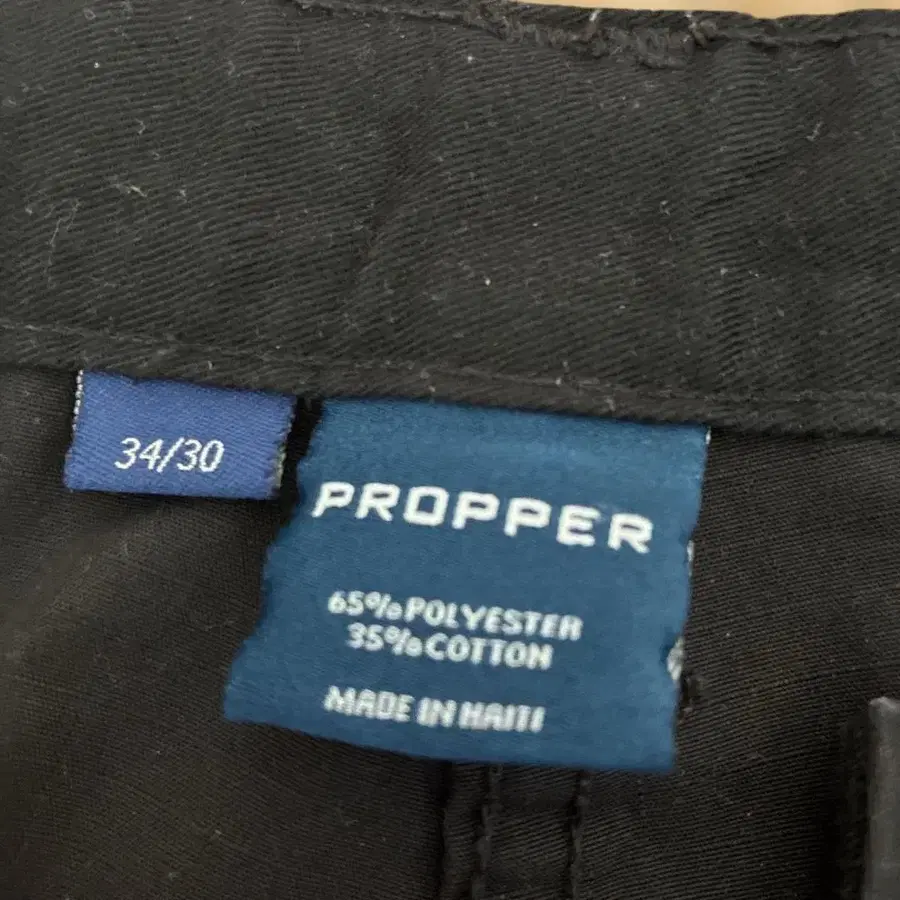 34/30
PROPPER
65% POLYESTER
35% COTTON
MADE IN HAITI